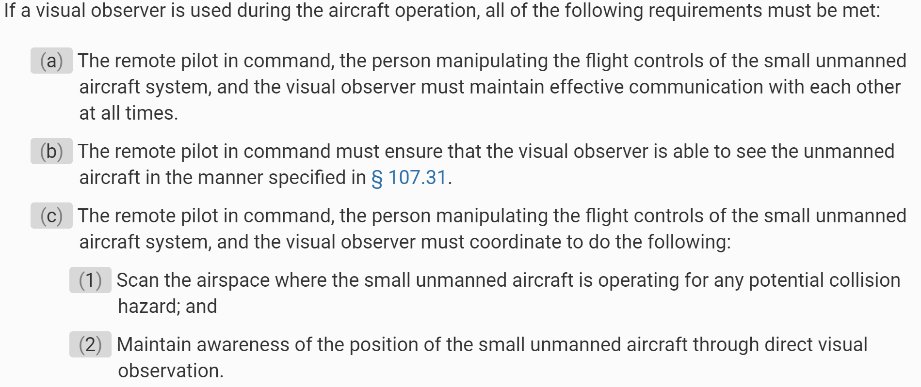 If a visual observer is used during the aircraft operation, all of the following requirements must be met:
(a) The remote pilot in command, the person manipulating the flight controls of the small unmanned
aircraft system, and the visual observer must maintain effective communication with each other
at all times.
(b) The remote pilot in command must ensure that the visual observer is able to see the unmanned
aircraft in the manner specified in § 107.31.
(c) The remote pilot in command, the person manipulating the flight controls of the small unmanned
aircraft system, and the visual observer must coordinate to do the following:
(1) Scan the airspace where the small unmanned aircraft is operating for any potential collision
hazard; and
(2) Maintain awareness of the position of the small unmanned aircraft through direct visual
observation.